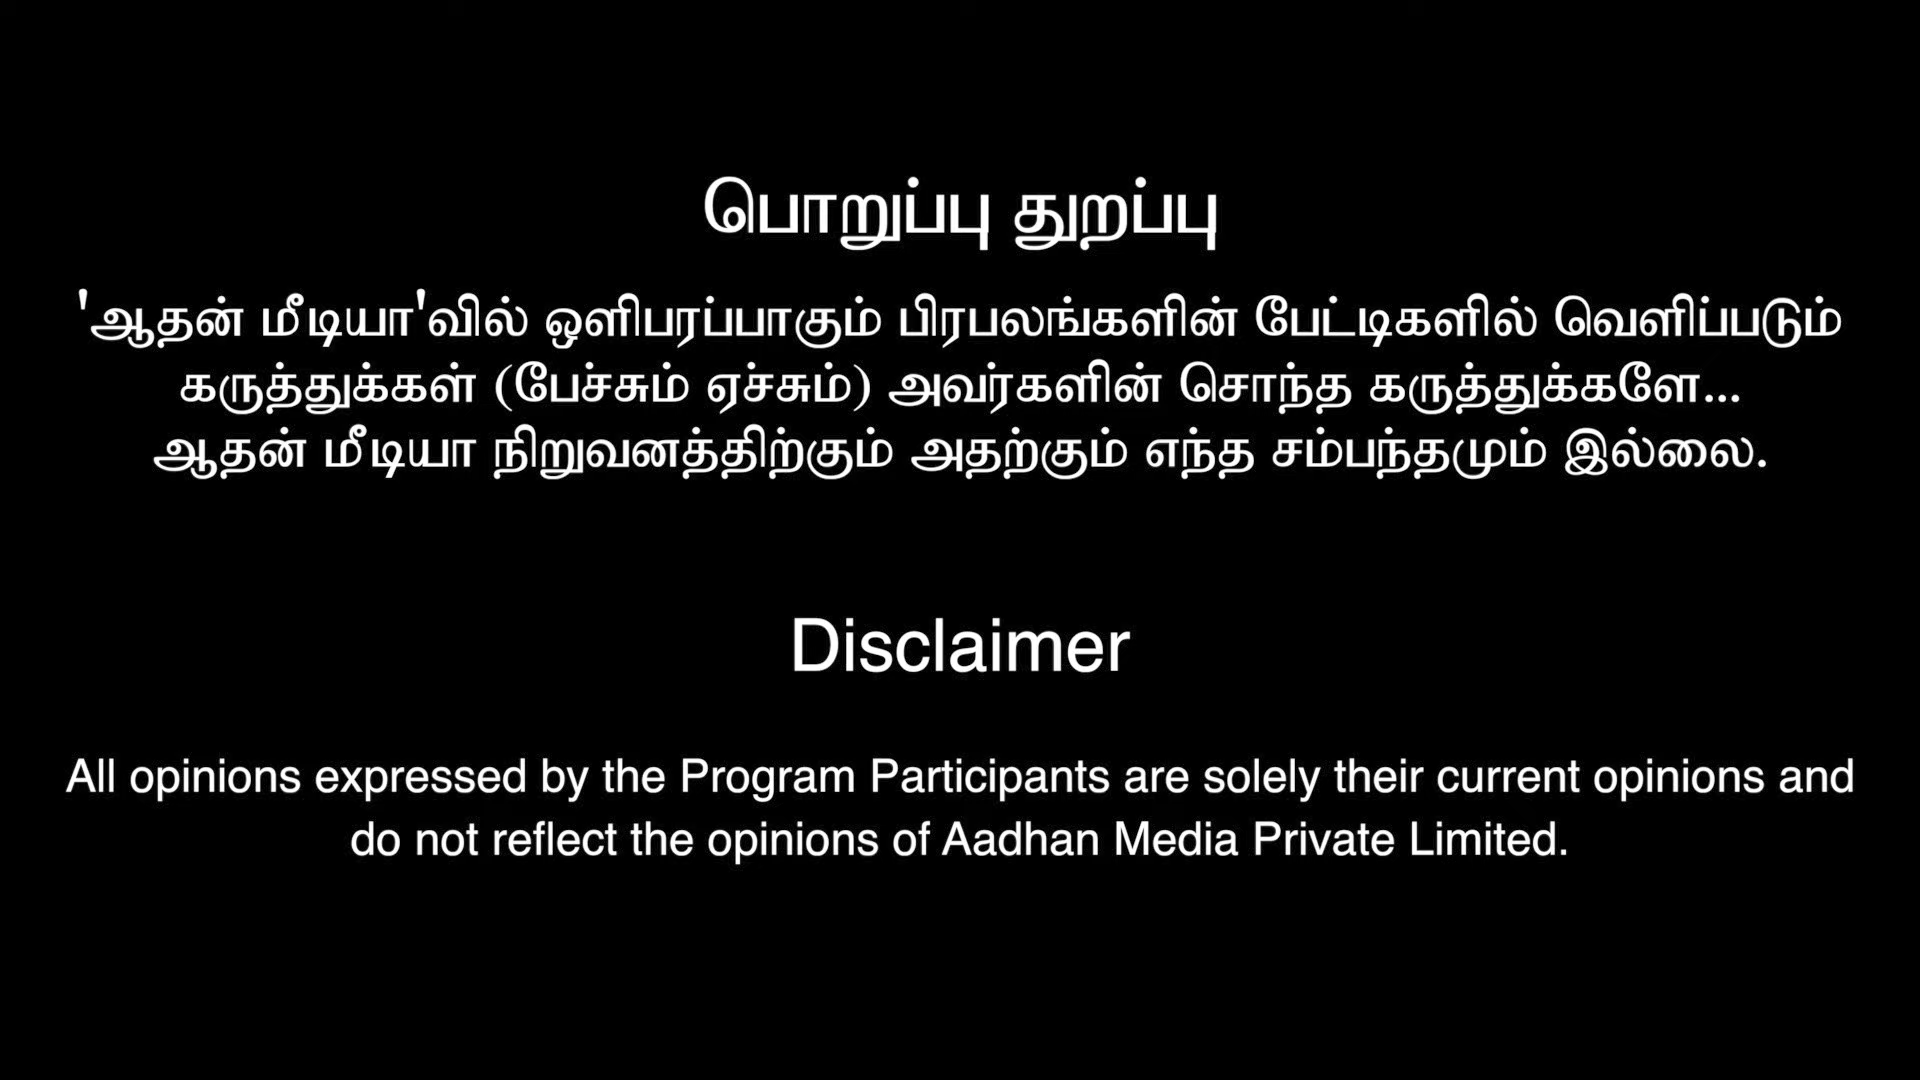 பொறுப்பு துறப்பு
'ஆதன் மீடியா'வில் ஒளிபரப்பாகும் பிரபலங்களின் பேட்டிகளில் வெளிப்படும்
கருத்துக்கள் (பேச்சும் ஏச்சும்) அவர்களின் சொந்த கருத்துக்களே...
ஆதன் மீடியா நிறுவனத்திற்கும் அதற்கும் எந்த சம்பந்தமும் இல்லை.
Disclaimer
All opinions expressed by the Program Participants are solely their current opinions and
do not reflect the opinions of Aadhan Media Private Limited.